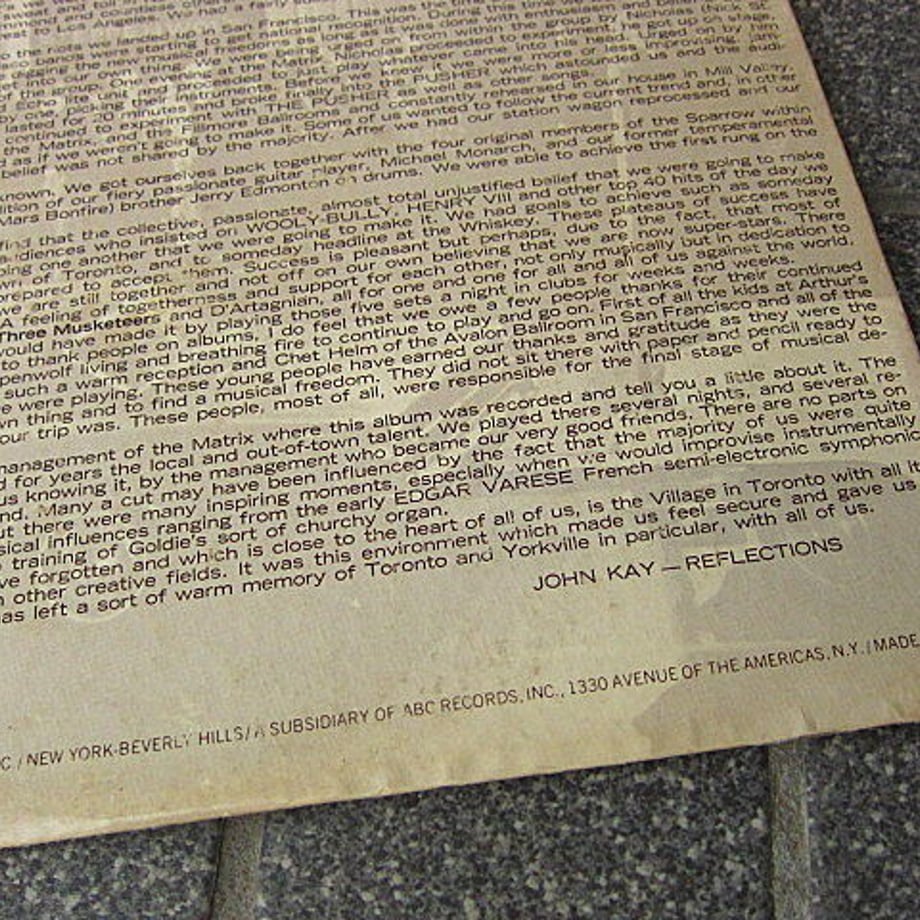 st to Los Angeles. We had a fairly
the riots we landed up in San Francisco. This was the time
sco bands was starting to get national recognition. During this time we
digging the new musical freedoms as long as it was done with enthusiasm and belief (Nick St.
into our own thing. We were being urged on from within the group by Nick), got up on stage,
of the group. One evening at the Matrix, Nicholas proceeded to experiment, urged on by him,
Echo lite unit and proceeded to just play whatever came into his head.
by one, picking their instruments. Before we knew it we were more or less improvising. Jam
lasted for 20 minutes and broke finally into THE PUSHER which astounded us and the audi-
continued to experiment with THE PUSHER as well as other songs.
the Matrix, and the Fillmore Ballrooms and constantly rehearsed in our house in Mill Valley.
d as if we weren't going to make it. Some of us wanted to follow the current trend and, in other
belief was not shared by the majority. After we had our station wagon reprocessed and our
known. We got ourselves back together with the four original members of the Sparrow within
dition of our fiery passionate guitar player, Michael Monarch, and our former temperamental
Mars Bonfire) brother Jerry Edmonton on drums. We were able to achieve the first rung on the
find that the collective, passionate, almost total unjustified belief that we were going to make
audiences who insisted on WOOLY-BULLY, HENRY VIII and other top 40 hits of the day we
oing one another that we were going to make it. We had goals to achieve such as someday
wn of Toronto, and to someday headline at the Whiskey. These plateaus of success have
prepared to accept them. Success is pleasant but perhaps, due to the fact, that most of
we are still together and not off on our own believing that we are now super-stars. There
A feeling of togetherness and support for each other, not only musically but in dedication to
Three Musketeers and D'Artagnian, all for one and one for all and all of us against the world.
would have made it by playing those five sets a night in clubs for weeks and weeks.
to thank people on albums, I do feel that we owe a few people thanks for their continued
penwolf living and breathing fire to continue to play and go on. First of all the kids at Arthur's
such a warm reception and Chet Helm of the Avalon Ballroom in San Francisco and all of the
e were playing. These young people have earned our thanks and gratitude as they were the
wn thing and to find a musical freedom. They did not sit there with paper and pencil ready to
our trip was. These people, most of all, were responsible for the final stage of musical de-
management of the Matrix where this album was recorded and tell you a little about it. The
d for years the local and out-of-town talent. We played there several nights, and several re-
us knowing it, by the management who became our very good friends. There are no parts on
nd. Many a cut may have been influenced by the fact that the majority of us were quite
ut there were many inspiring moments, especially when we would improvise instrumentally
sical influences ranging from the early EDGAR VARESE French semi-electronic symphonic
training of Goldie's sort of churchy organ.
ve forgotten and which is close to the heart of all of us, is the Village in Toronto with all it
n other creative fields. It was this environment which made us feel secure and gave us
as left a sort of warm memory of Toronto and Yorkville in particular, with all of us.
JOHN KAY — REFLECTIONS
C / NEW YORK-BEVERLY HILLS / A SUBSIDIARY OF ABC RECORDS, INC., 1330 AVENUE OF THE AMERICAS, N.Y. / MADE